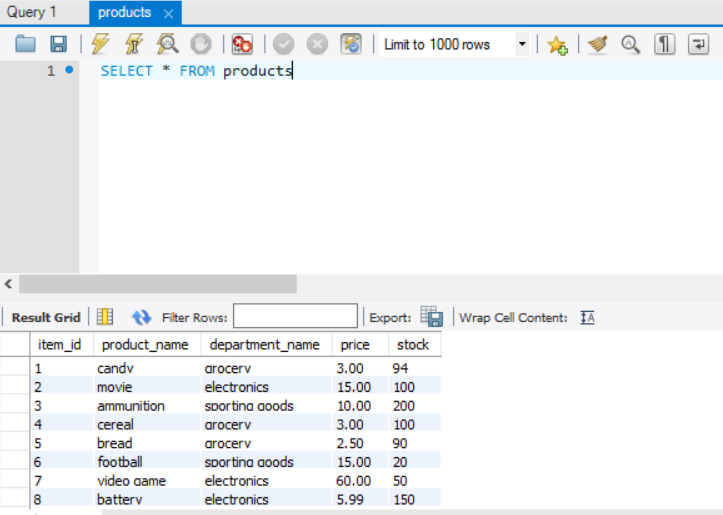 Query 1 products ×
Limit to 1000 rows
1 SELECT * FROM products
Result Grid Filter Rows: Export: Wrap Cell Content: IA
item_id product_name department_name price stock
1 candy grocery 3.00 94
2 movie electronics 15.00 100
3 ammunition sporting goods 10.00 200
4 cereal grocery 3.00 100
5 bread grocery 2.50 90
6 football sporting goods 15.00 20
7 video game electronics 60.00 50
8 battery electronics 5.99 150